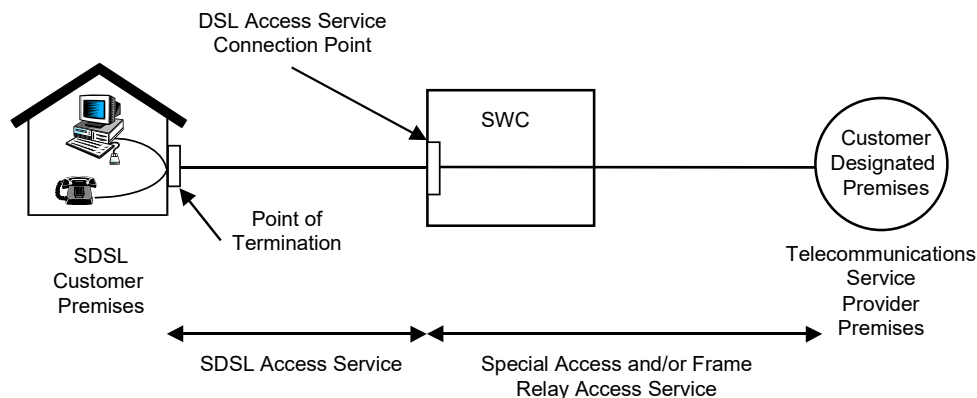 DSL Access Service
Connection Point
SWC
Customer
Designated
Premises
Point of
Termination
SDSL
Customer
Premises
Telecommunications
Service
Provider
Premises
SDSL Access Service
Special Access and/or Frame
Relay Access Service